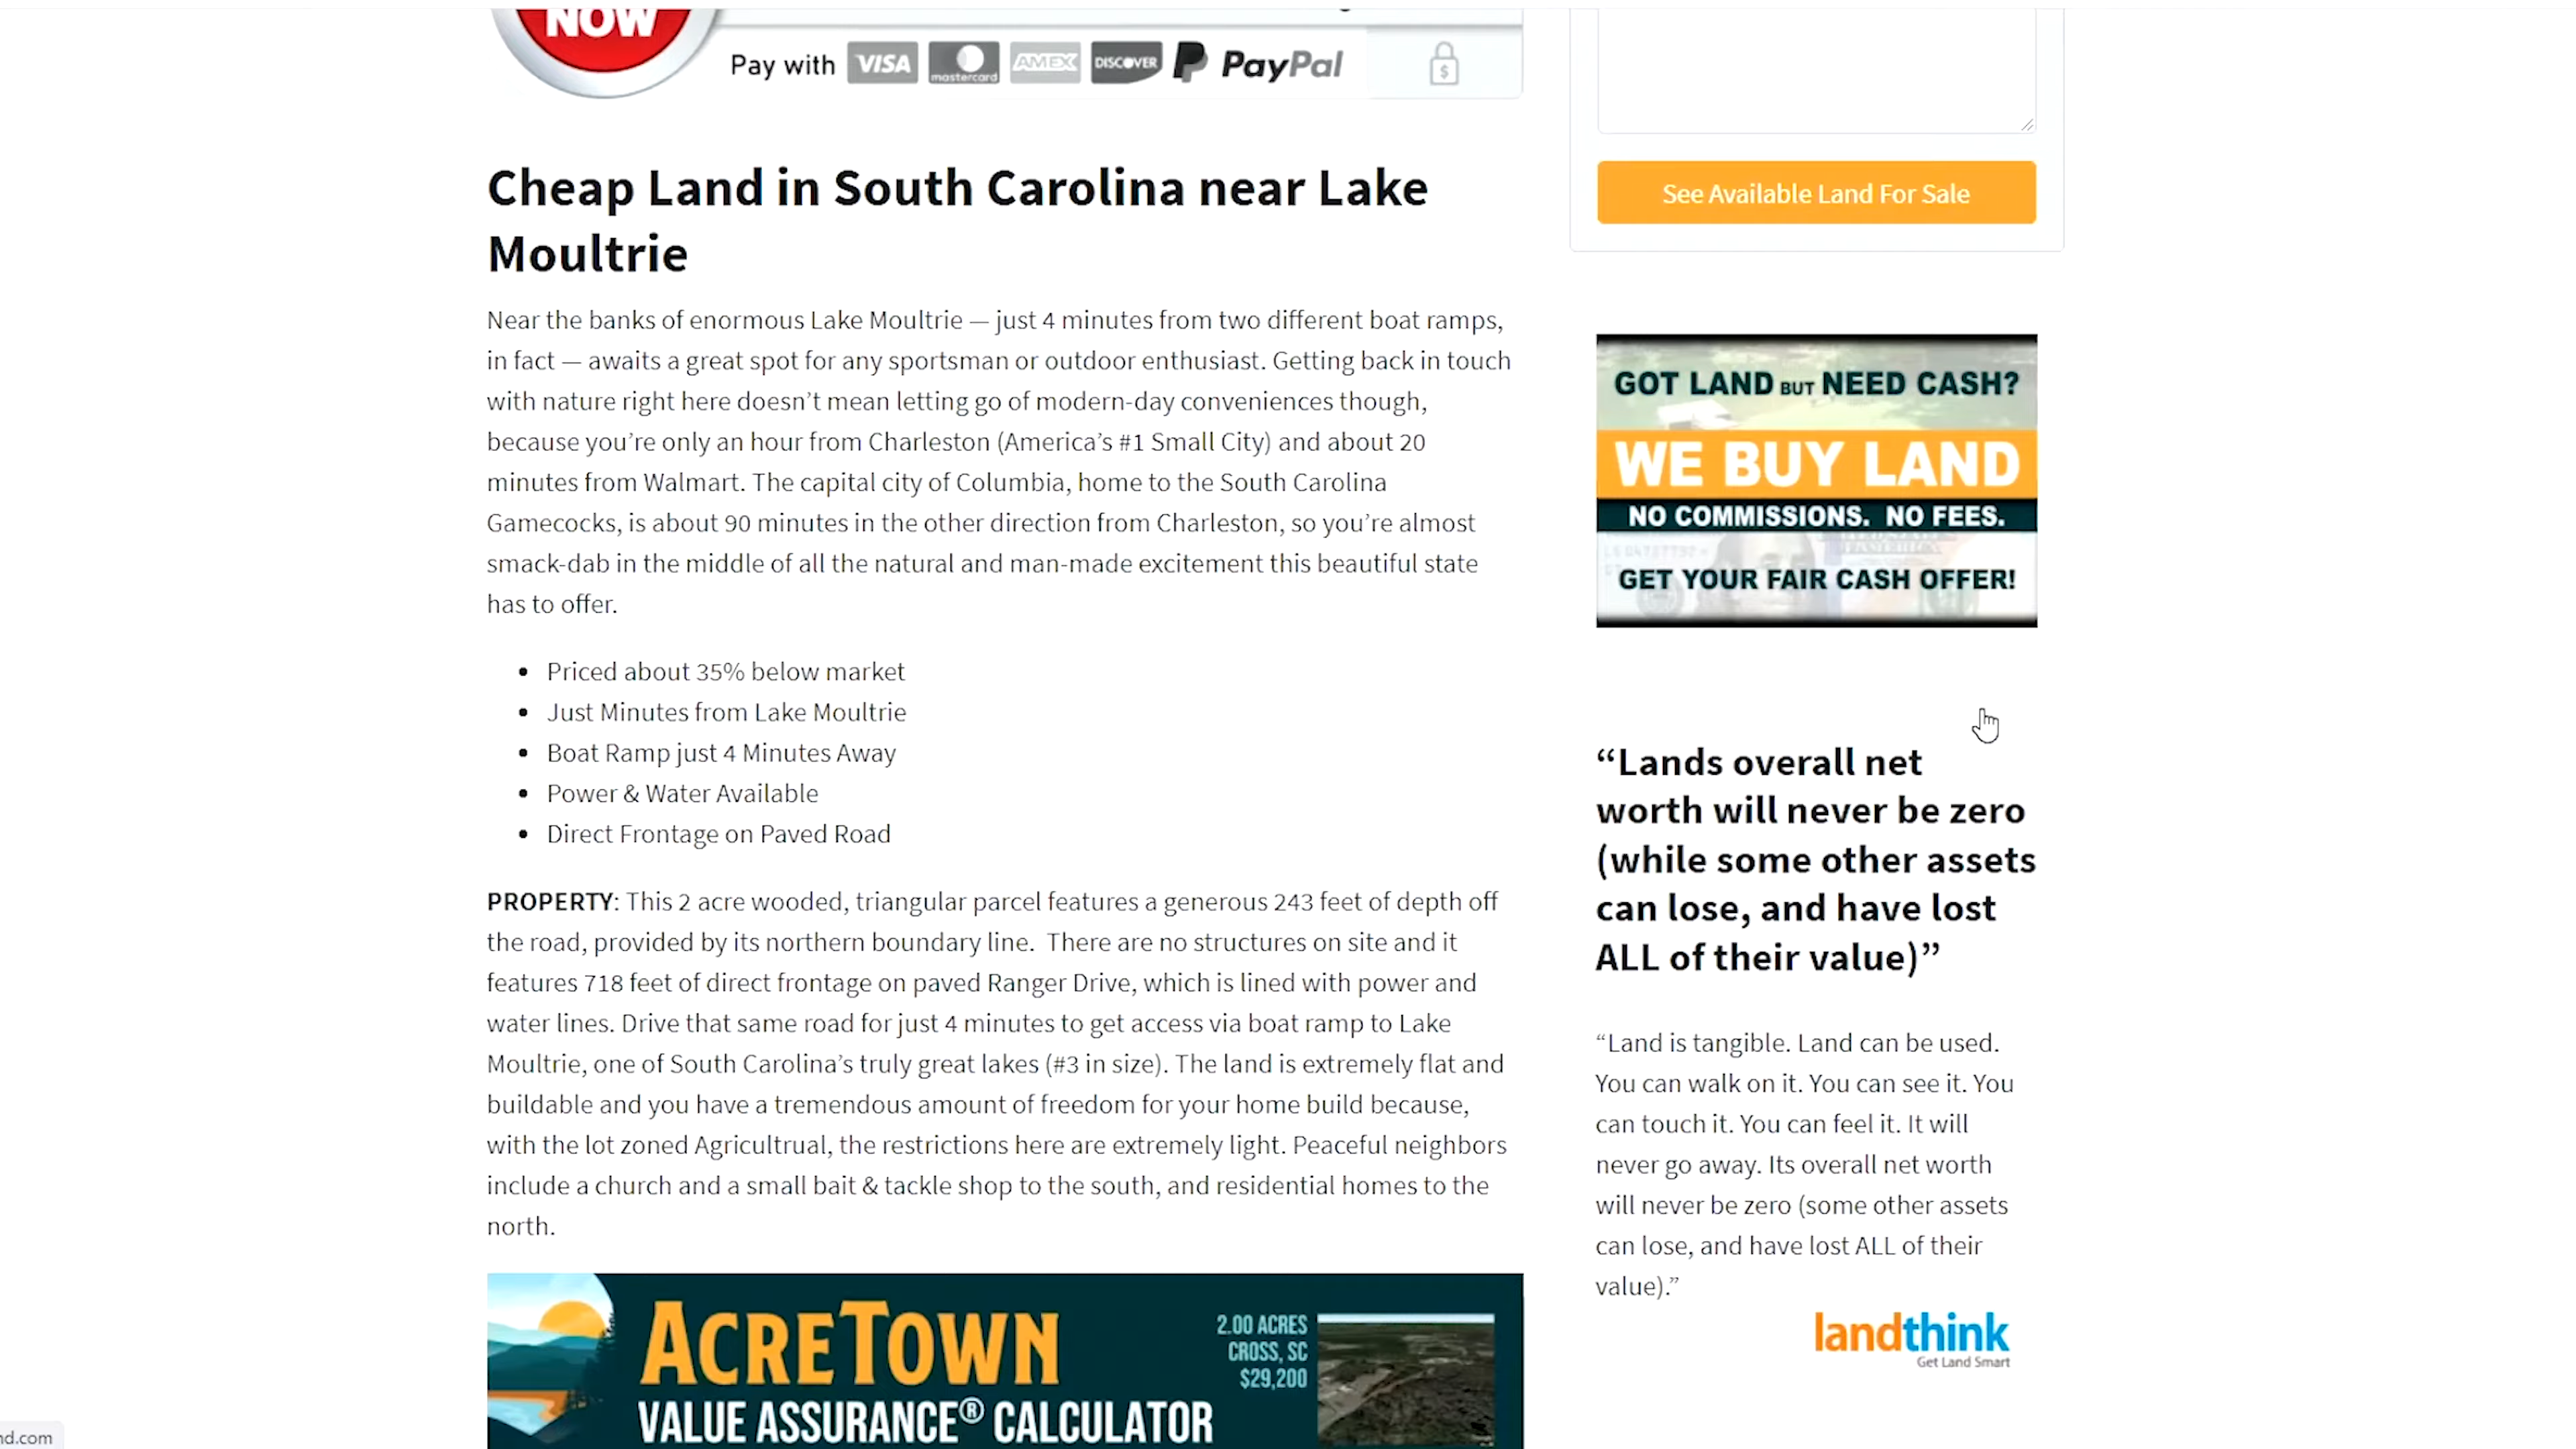 NOW
Pay with VISA mastercard AMEX DISCOVER PayPal
$
Cheap Land in South Carolina near Lake
Moultrie
Near the banks of enormous Lake Moultrie — just 4 minutes from two different boat ramps,
in fact — awaits a great spot for any sportsman or outdoor enthusiast. Getting back in touch
with nature right here doesn’t mean letting go of modern-day conveniences though,
because you’re only an hour from Charleston (America’s #1 Small City) and about 20
minutes from Walmart. The capital city of Columbia, home to the South Carolina
Gamecocks, is about 90 minutes in the other direction from Charleston, so you’re almost
smack-dab in the middle of all the natural and man-made excitement this beautiful state
has to offer.
• Priced about 35% below market
• Just Minutes from Lake Moultrie
• Boat Ramp just 4 Minutes Away
• Power & Water Available
• Direct Frontage on Paved Road
PROPERTY: This 2 acre wooded, triangular parcel features a generous 243 feet of depth off
the road, provided by its northern boundary line. There are no structures on site and it
features 718 feet of direct frontage on paved Ranger Drive, which is lined with power and
water lines. Drive that same road for just 4 minutes to get access via boat ramp to Lake
Moultrie, one of South Carolina’s truly great lakes (#3 in size). The land is extremely flat and
buildable and you have a tremendous amount of freedom for your home build because,
with the lot zoned Agricultrual, the restrictions here are extremely light. Peaceful neighbors
include a church and a small bait & tackle shop to the south, and residential homes to the
north.
ACRETOWN
VALUE ASSURANCE® CALCULATOR
2.00 ACRES
CROSS, SC
$29,200
See Available Land For Sale
GOT LAND BUT NEED CASH?
WE BUY LAND
NO COMMISSIONS. NO FEES.
GET YOUR FAIR CASH OFFER!
“Lands overall net
worth will never be zero
(while some other assets
can lose, and have lost
ALL of their value)”
“Land is tangible. Land can be used.
You can walk on it. You can see it. You
can touch it. You can feel it. It will
never go away. Its overall net worth
will never be zero (some other assets
can lose, and have lost ALL of their
value).”
landthink
Get Land Smart
nd.com